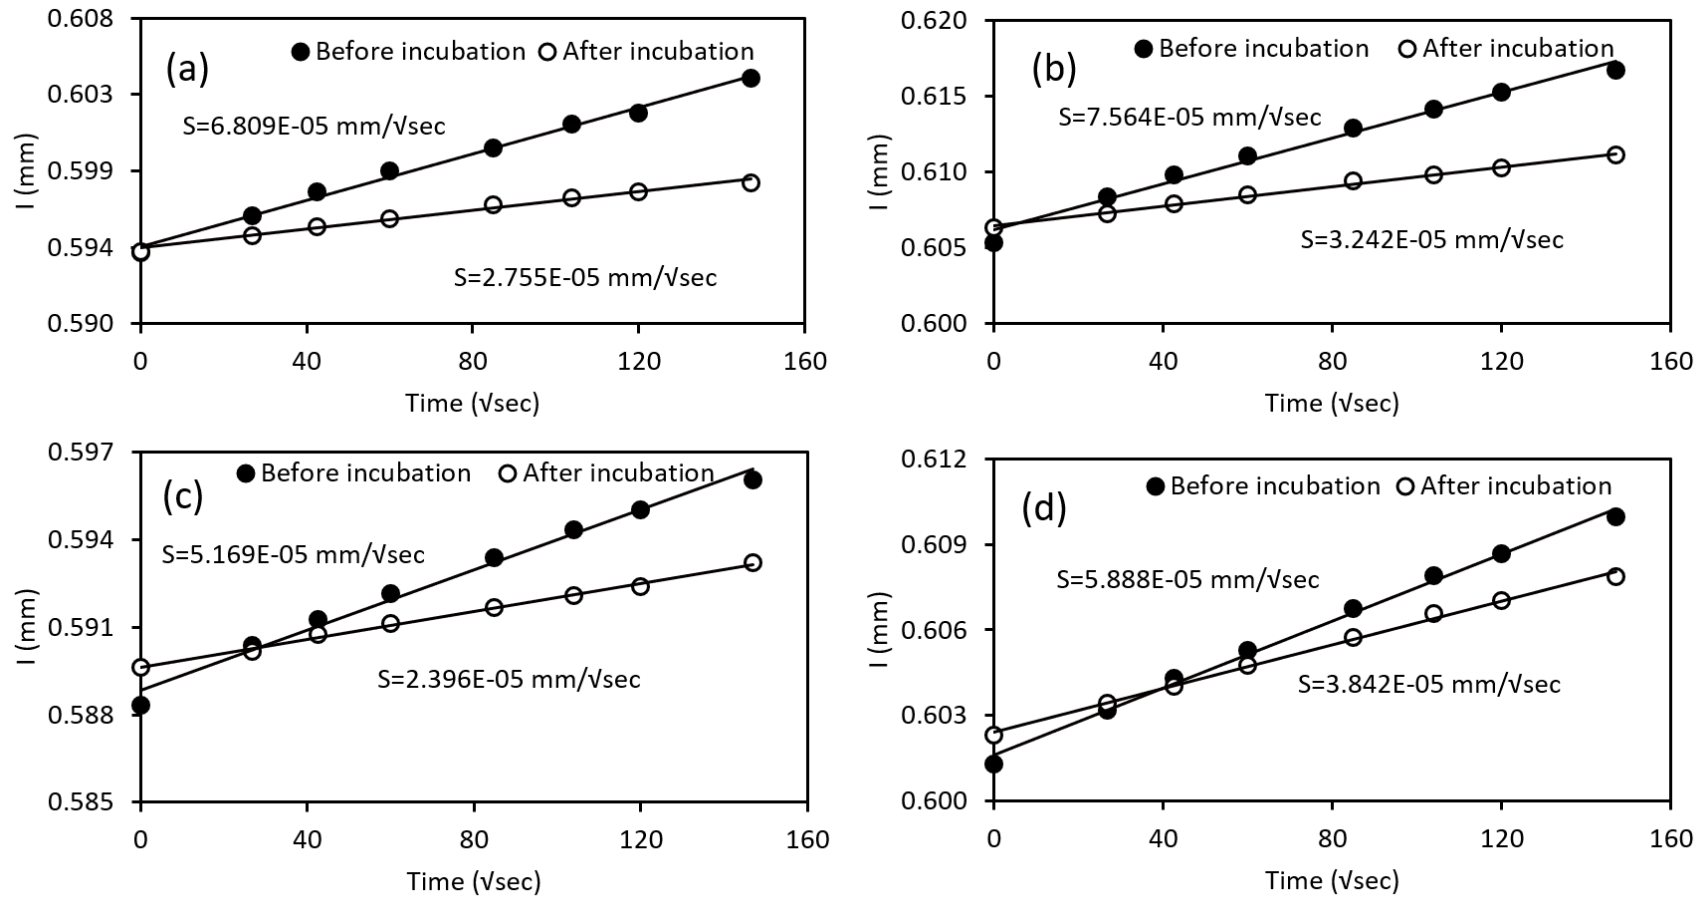 0.608
0.603
0.599
0.594
0.590
I (mm)
(a)
Before incubation After incubation
S=6.809E-05 mm/√sec
S=2.755E-05 mm/√sec
0 40 80 120 160
Time (√sec)
0.620
0.615
0.610
0.605
0.600
I (mm)
(b)
Before incubation After incubation
S=7.564E-05 mm/√sec
S=3.242E-05 mm/√sec
0 40 80 120 160
Time (√sec)
0.597
0.594
0.591
0.588
0.585
I (mm)
(c)
Before incubation After incubation
S=5.169E-05 mm/√sec
S=2.396E-05 mm/√sec
0 40 80 120 160
Time (√sec)
0.612
0.609
0.606
0.603
0.600
I (mm)
(d)
Before incubation After incubation
S=5.888E-05 mm/√sec
S=3.842E-05 mm/√sec
0 40 80 120 160
Time (√sec)